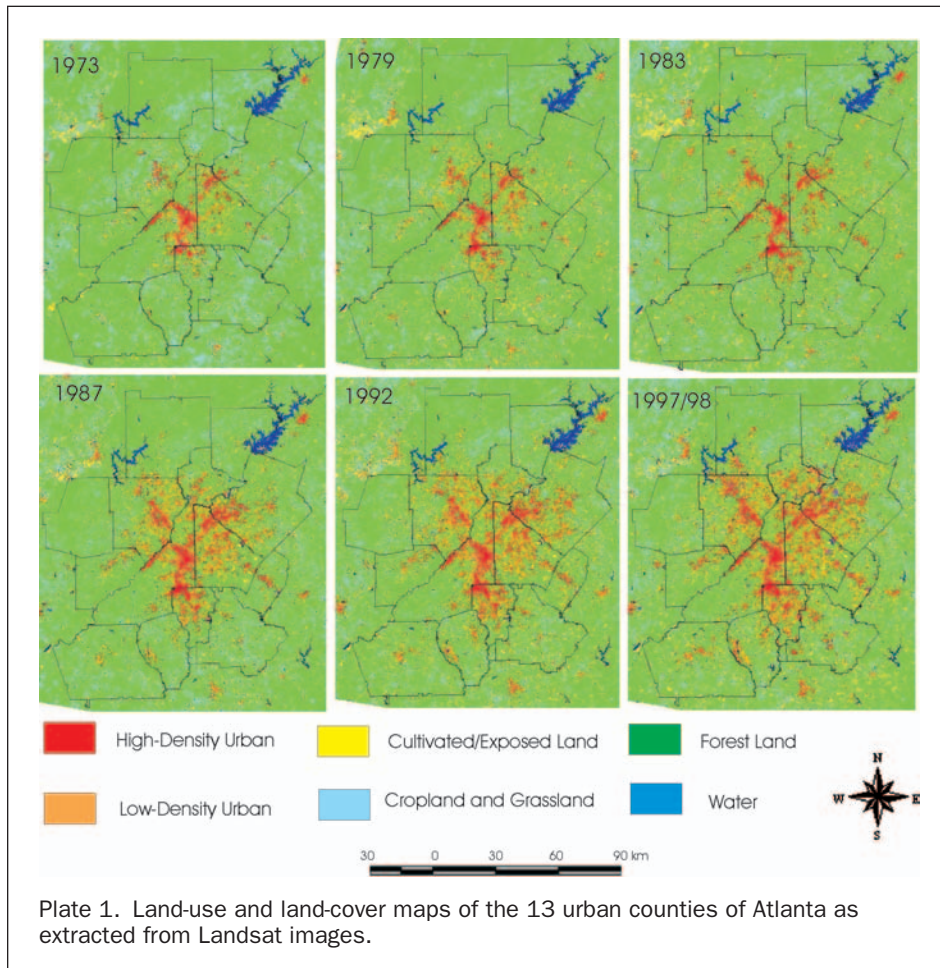 1973
1979
1983
1987
1992
1997/98
High-Density Urban
Cultivated/Exposed Land
Forest Land
Low-Density Urban
Cropland and Grassland
Water
N
W E
S
30 0 30 60 90 km
Plate 1. Land-use and land-cover maps of the 13 urban counties of Atlanta as
extracted from Landsat images.